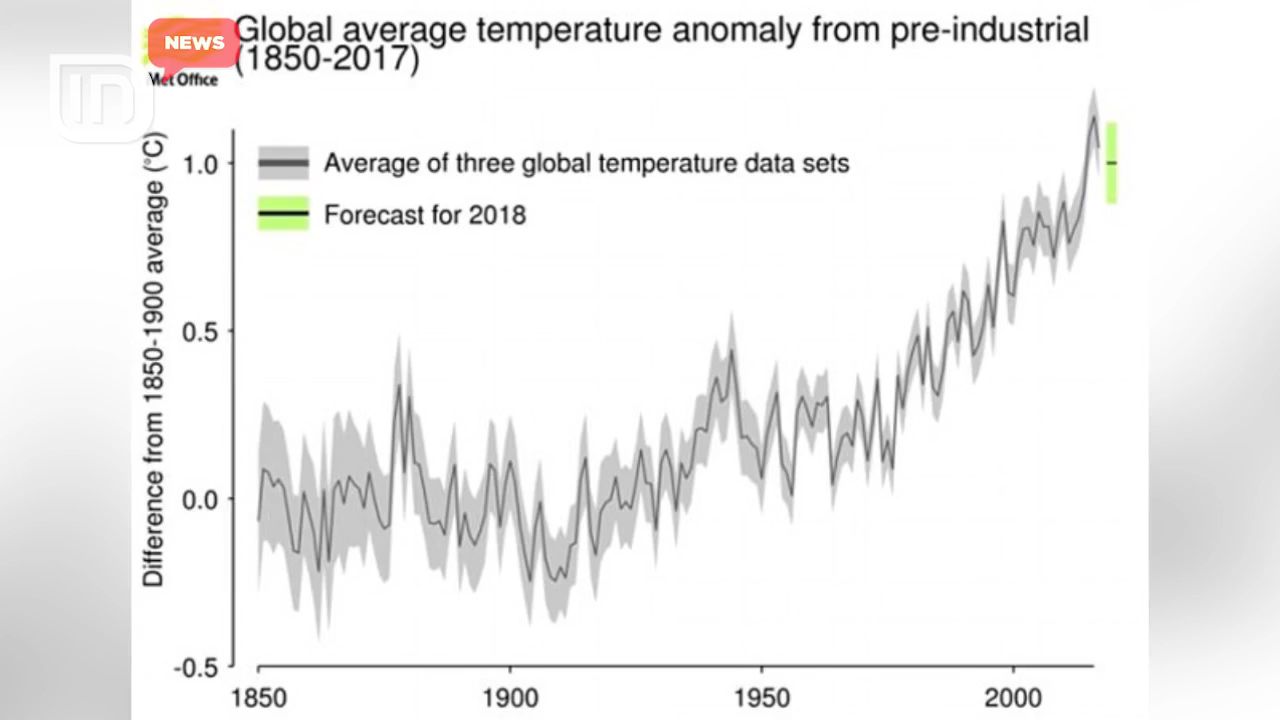 Global average temperature anomaly from pre-industrial
(1850-2017)
NEWS
Met Office
ID
Difference from 1850-1900 average (°C)
1.0
0.5
0.0
-0.5
Average of three global temperature data sets
Forecast for 2018
1850
1900
1950
2000